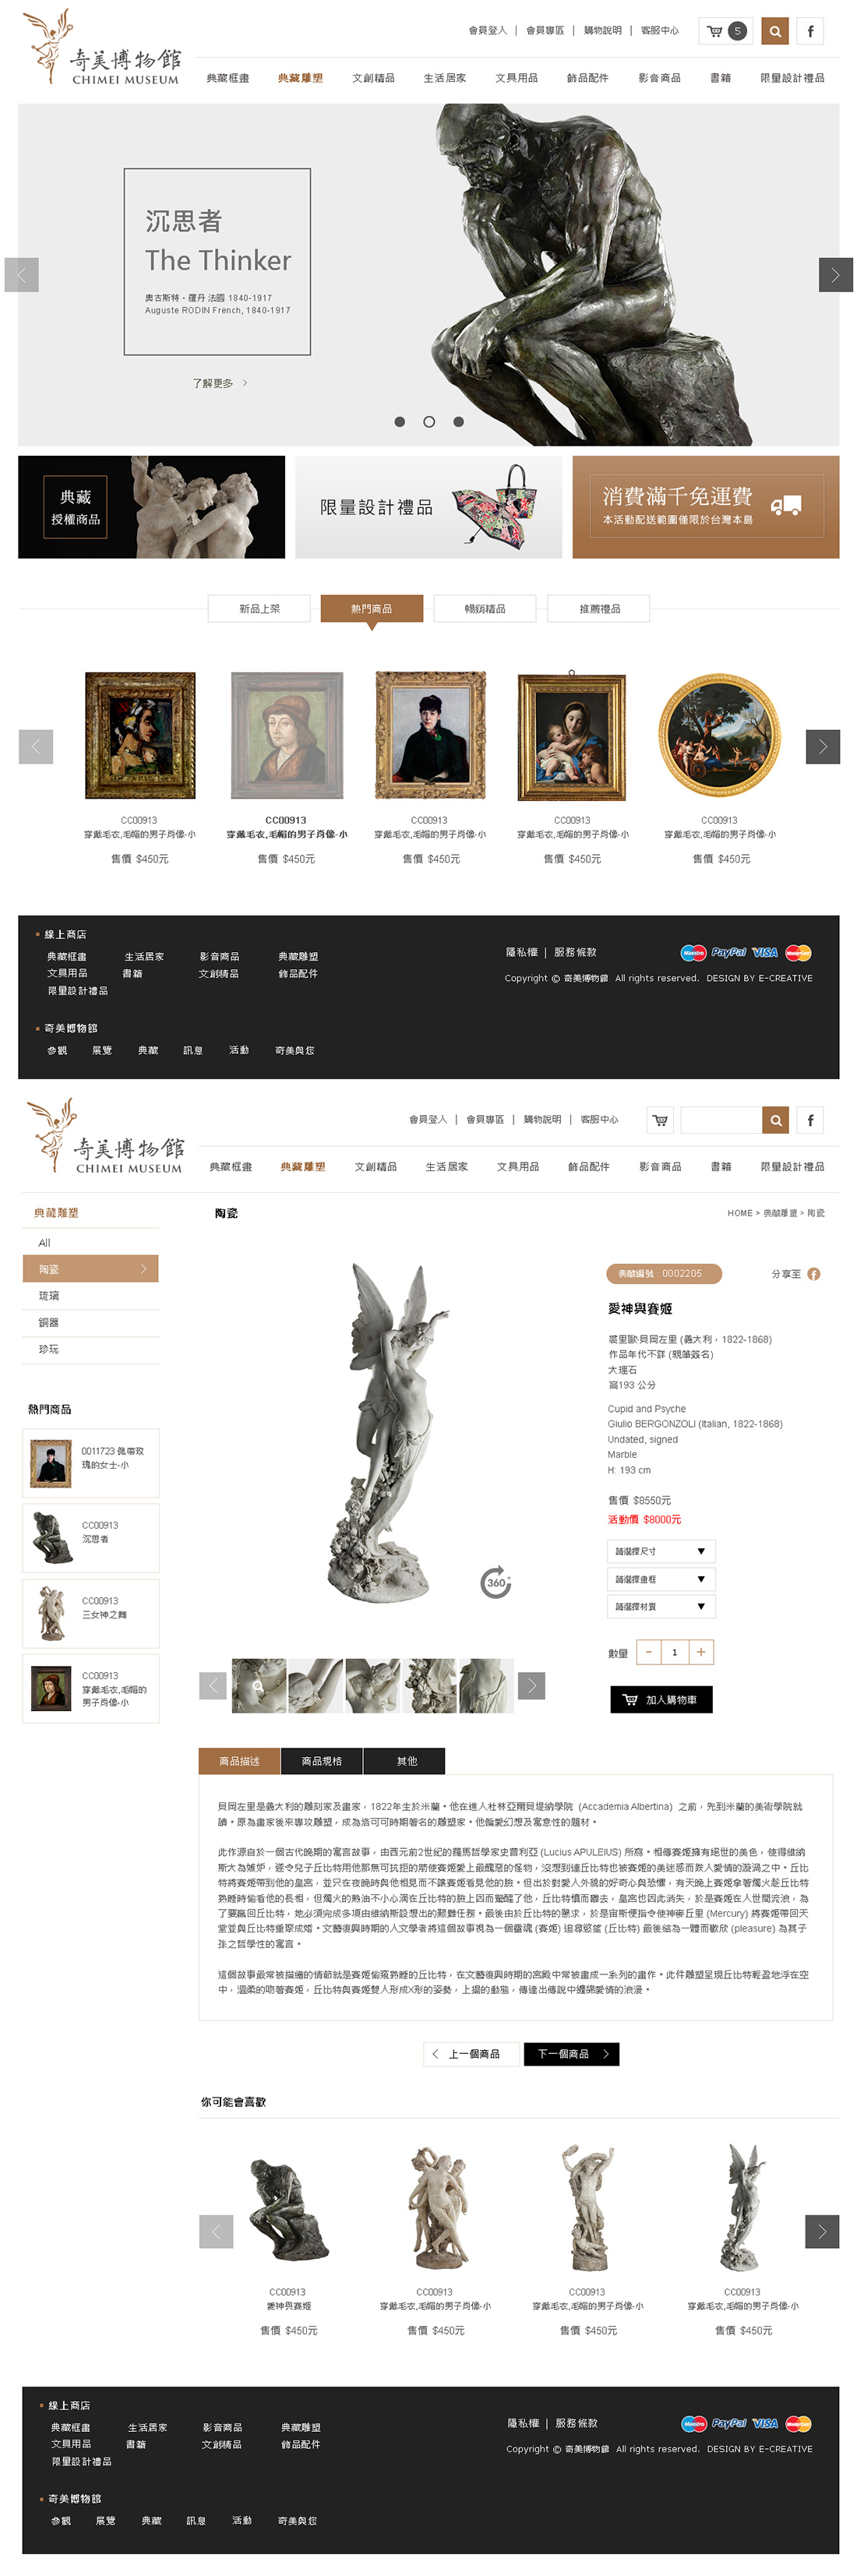 奇美博物館
CHIMEI MUSEUM
會員登入 | 會員專區 | 購物說明 | 客服中心
5
f
典藏框畫 典藏雕塑 文創精品 生活居家 文具用品 飾品配件 影音商品 書籍 限量設計禮品
沉思者
The Thinker
奧古斯特・羅丹 法國 1840-1917
Auguste RODIN French, 1840-1917
了解更多
典藏
授權商品
限量設計禮品
消費滿千免運費
本活動配送範圍僅限於台灣本島
新品上架 熱門商品 暢銷精品 推薦禮品
CC00913 CC00913 CC00913 CC00913 CC00913
穿戴毛衣,毛帽的男子肖像-小 穿戴毛衣,毛帽的男子肖像-小 穿戴毛衣,毛帽的男子肖像-小 穿戴毛衣,毛帽的男子肖像-小 穿戴毛衣,毛帽的男子肖像-小
售價 $450元 售價 $450元 售價 $450元 售價 $450元 售價 $450元
線上商店
典藏框畫 生活居家 影音商品 典藏雕塑
文具用品 書籍 文創精品 飾品配件
限量設計禮品
奇美博物館
參觀 展覽 典藏 訊息 活動 奇美與您
隱私權 | 服務條款
Maestro PayPal VISA MasterCard
Copyright © 奇美博物館 All rights reserved. DESIGN BY E-CREATIVE
奇美博物館
CHIMEI MUSEUM
會員登入 | 會員專區 | 購物說明 | 客服中心
f
典藏框畫 典藏雕塑 文創精品 生活居家 文具用品 飾品配件 影音商品 書籍 限量設計禮品
典藏雕塑
All
陶瓷
琉璃
銅器
珍玩
熱門商品
0011723 佩帶玫
瑰的女士-小
CC00913
沉思者
CC00913
三女神之舞
CC00913
穿戴毛衣,毛帽的
男子肖像-小
陶瓷
HOME > 典藏雕塑 > 陶瓷
360
典藏編號 : 0002205
分享至
愛神與賽姬
裘里歐·貝岡左里 (義大利，1822-1868)
作品年代不詳 (親筆簽名)
大理石
高193 公分
Cupid and Psyche
Giulio BERGONZOLI (Italian, 1822-1868)
Undated, signed
Marble
H: 193 cm
售價 $8550元
活動價 $8000元
請選擇尺寸
請選擇畫框
請選擇材質
數量 - 1 +
加入購物車
商品描述 商品規格 其他
貝岡左里是義大利的雕刻家及畫家，1822年生於米蘭。他在進入杜林亞爾貝堤納學院 (Accademia Albertina) 之前，先到米蘭的美術學院就
讀。原為畫家後來專攻雕塑，成為洛可可時期著名的雕塑家。他偏愛幻想及寓意性的題材。
此作源自於一個古代晚期的寓言故事，由西元前2世紀的羅馬哲學家史普利亞 (Lucius APULEIUS) 所寫。相傳賽姬擁有絕世的美色，使得維納
斯大為嫉妒，遂令兒子丘比特用他那無可抗拒的箭使賽姬愛上最醜惡的怪物，沒想到連丘比特也被賽姬的美迷惑而跌入愛情的漩渦之中。丘比
特將賽姬帶到他的皇宮，並只在夜晚時與他相見而不讓賽姬看見他的臉。但出於對愛人外貌的好奇心與恐懼，有天晚上賽姬拿著燭火趁丘比特
熟睡時偷看他的長相，但燭火的熱油不小心滴在丘比特的臉上因而驚醒了他，丘比特憤而離去，皇宮也因此消失，於是賽姬在人世間流浪，為
了要贏回丘比特，她必須完成多項由維納斯設想出的艱難任務。最後由於丘比特的懇求，於是宙斯便指令使神麥丘里 (Mercury) 將賽姬帶回天
堂並與丘比特重聚成婚。文藝復興時期的人文學者將這個故事視為一個靈魂 (賽姬) 追尋慾望 (丘比特) 最後結為一體而歡欣 (pleasure) 為其子
孫之哲學性的寓言。
這個故事最常被描繪的情節就是賽姬偷窺熟睡的丘比特，在文藝復興時期的宮殿中常被畫成一系列的畫作。此件雕塑呈現丘比特輕盈地浮在空
中，溫柔的吻著賽姬，丘比特與賽姬雙人形成X形的姿勢，上揚的動態，傳達出傳說中纏綿愛情的浪漫。
上一個商品 下一個商品
你可能會喜歡
CC00913 CC00913 CC00913 CC00913
愛神與賽姬 穿戴毛衣,毛帽的男子肖像-小 穿戴毛衣,毛帽的男子肖像-小 穿戴毛衣,毛帽的男子肖像-小
售價 $450元 售價 $450元 售價 $450元 售價 $450元
線上商店
典藏框畫 生活居家 影音商品 典藏雕塑
文具用品 書籍 文創精品 飾品配件
限量設計禮品
奇美博物館
參觀 展覽 典藏 訊息 活動 奇美與您
隱私權 | 服務條款
Maestro PayPal VISA MasterCard
Copyright © 奇美博物館 All rights reserved. DESIGN BY E-CREATIVE